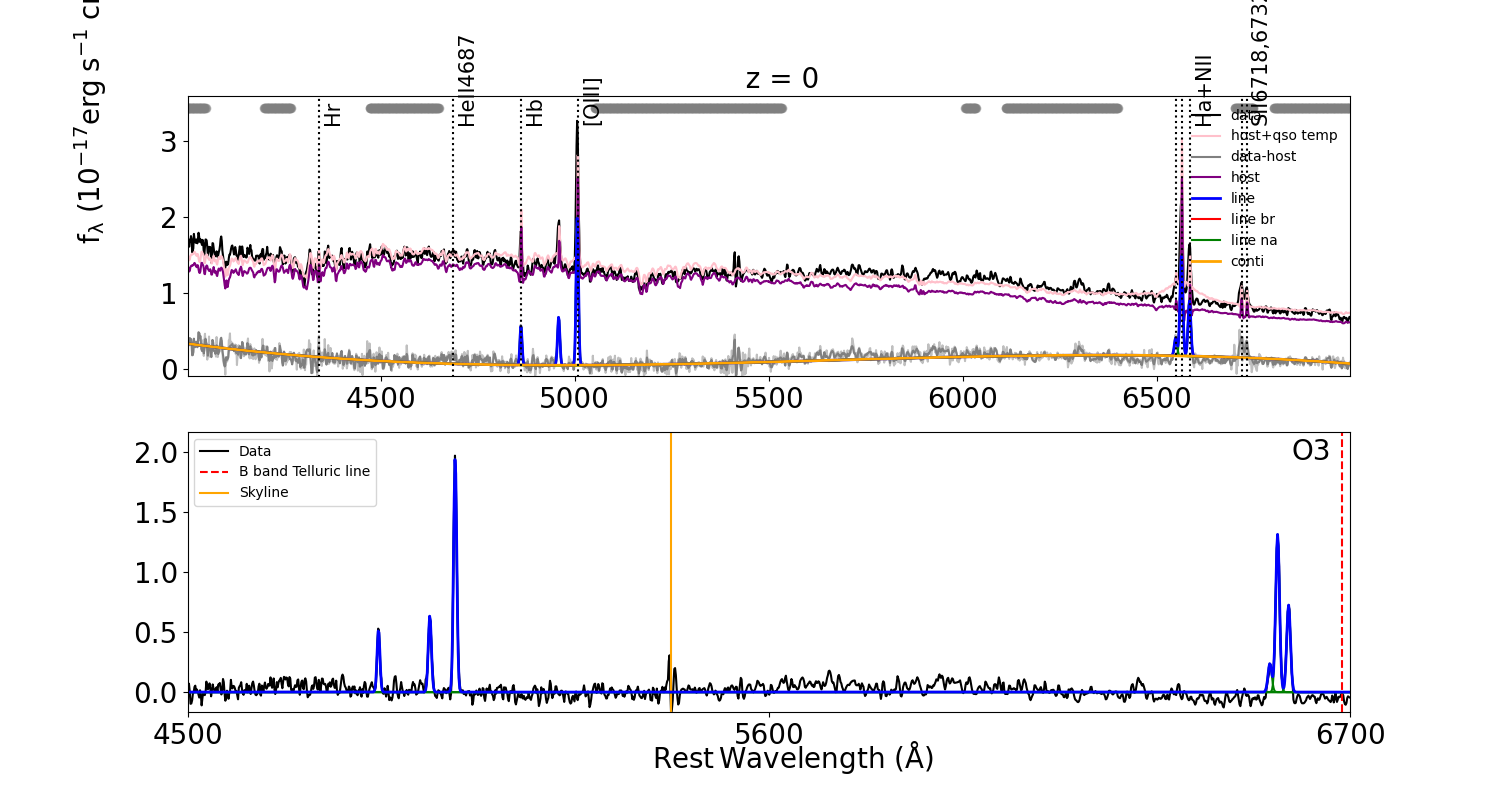 z = 0
f_λ (10^−17 erg s^−1
Hr
HeII4687
Hb
[OIII]
Ha+NII
SII6718,6732
data
host+qso temp
data-host
host
line
line br
line na
conti
3
2
1
0
4500 5000 5500 6000 6500
Data
B band Telluric line
Skyline
O3
2.0
1.5
1.0
0.5
0.0
4500 5600 6700
Rest Wavelength (Å)